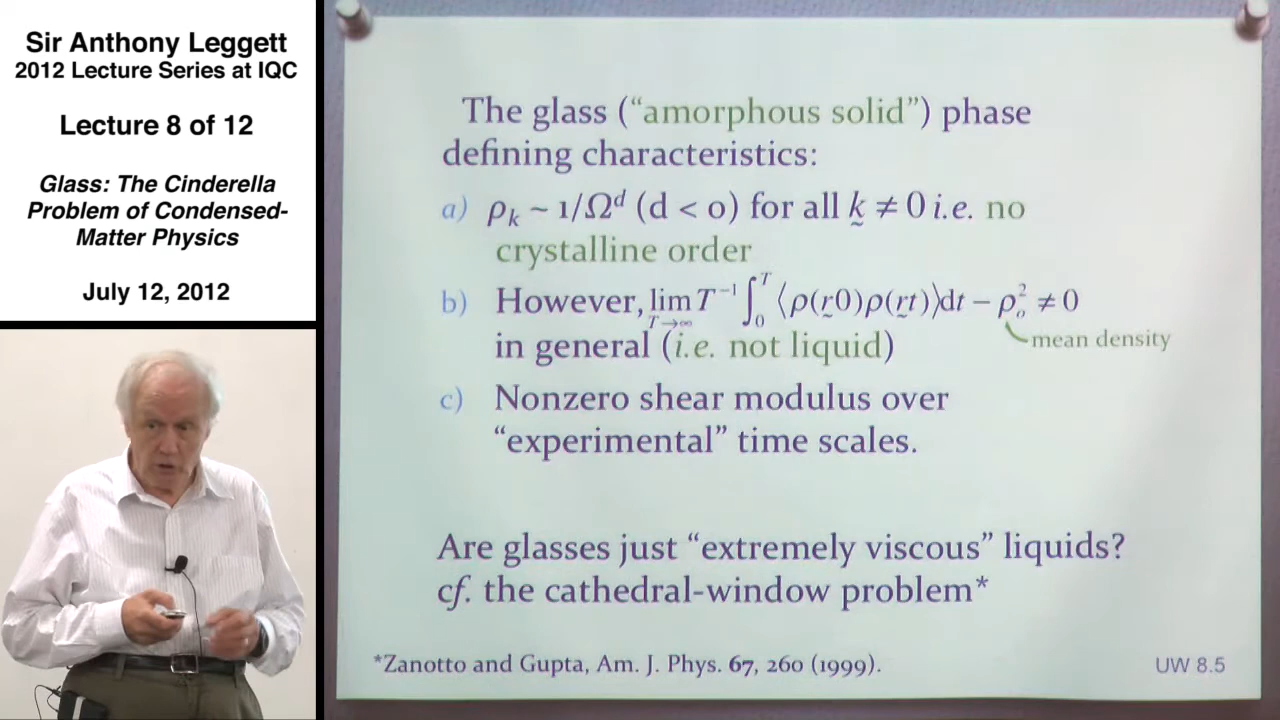 Sir Anthony Leggett
2012 Lecture Series at IQC
Lecture 8 of 12
Glass: The Cinderella
Problem of Condensed-
Matter Physics
July 12, 2012
The glass (“amorphous solid”) phase
defining characteristics:
a) ρₖ ~ 1/Ωᵈ (d < 0) for all k ≠ 0 i.e. no
crystalline order
b) However, lim T→∞ T⁻¹ ∫₀ᵀ ⟨ρ(r0)ρ(rt)⟩dt − ρₒ² ≠ 0
mean density
in general (i.e. not liquid)
c) Nonzero shear modulus over
“experimental” time scales.
Are glasses just “extremely viscous” liquids?
cf. the cathedral-window problem*
*Zanotto and Gupta, Am. J. Phys. 67, 260 (1999).
UW 8.5